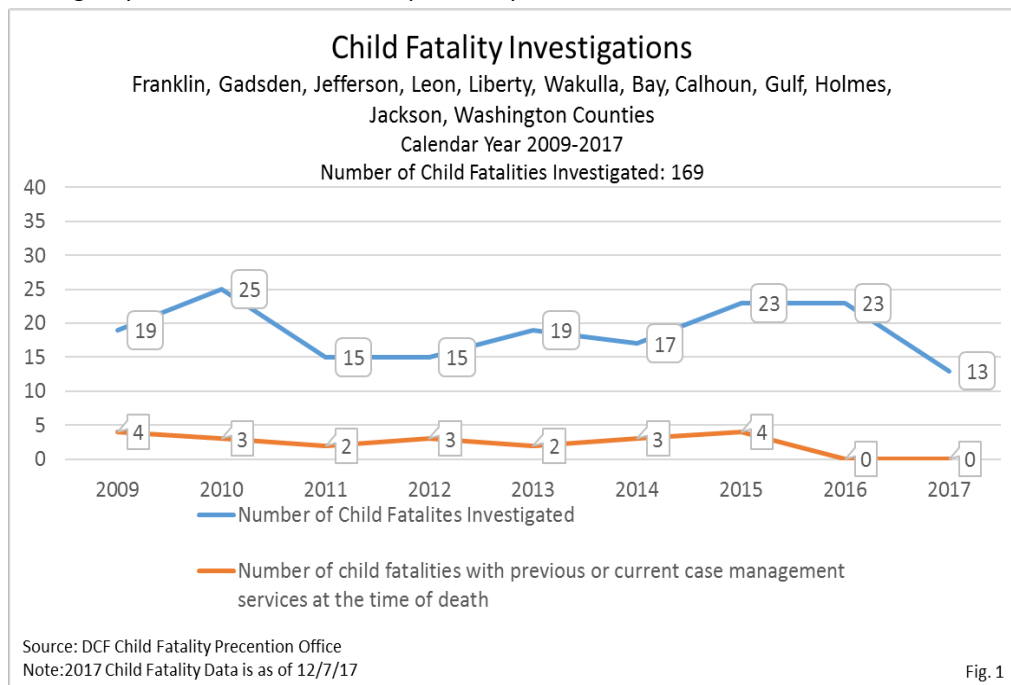 Child Fatality Investigations
Franklin, Gadsden, Jefferson, Leon, Liberty, Wakulla, Bay, Calhoun, Gulf, Holmes,
Jackson, Washington Counties
Calendar Year 2009-2017
Number of Child Fatalities Investigated: 169
40
35
30
25
20
15
10
5
0
19
25
15
15
19
17
23
23
13
4
3
2
3
2
3
4
0
0
2009 2010 2011 2012 2013 2014 2015 2016 2017
Number of Child Fatalites Investigated
Number of child fatalities with previous or current case management
services at the time of death
Source: DCF Child Fatality Precention Office
Note:2017 Child Fatality Data is as of 12/7/17
Fig. 1